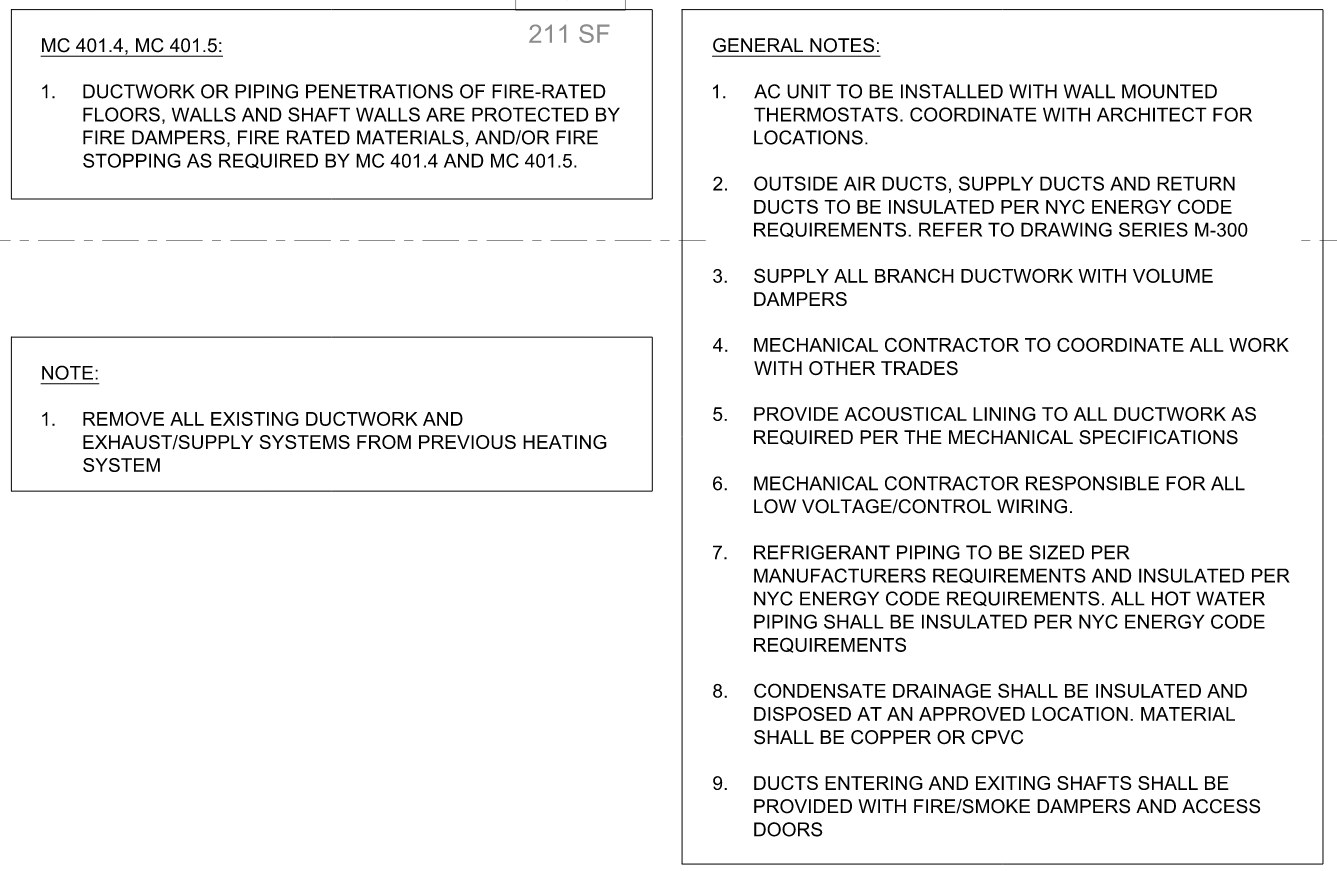 211 SF
MC 401.4, MC 401.5:
1. DUCTWORK OR PIPING PENETRATIONS OF FIRE-RATED
FLOORS, WALLS AND SHAFT WALLS ARE PROTECTED BY
FIRE DAMPERS, FIRE RATED MATERIALS, AND/OR FIRE
STOPPING AS REQUIRED BY MC 401.4 AND MC 401.5.
NOTE:
1. REMOVE ALL EXISTING DUCTWORK AND
EXHAUST/SUPPLY SYSTEMS FROM PREVIOUS HEATING
SYSTEM
GENERAL NOTES:
1. AC UNIT TO BE INSTALLED WITH WALL MOUNTED
THERMOSTATS. COORDINATE WITH ARCHITECT FOR
LOCATIONS.
2. OUTSIDE AIR DUCTS, SUPPLY DUCTS AND RETURN
DUCTS TO BE INSULATED PER NYC ENERGY CODE
REQUIREMENTS. REFER TO DRAWING SERIES M-300
3. SUPPLY ALL BRANCH DUCTWORK WITH VOLUME
DAMPERS
4. MECHANICAL CONTRACTOR TO COORDINATE ALL WORK
WITH OTHER TRADES
5. PROVIDE ACOUSTICAL LINING TO ALL DUCTWORK AS
REQUIRED PER THE MECHANICAL SPECIFICATIONS
6. MECHANICAL CONTRACTOR RESPONSIBLE FOR ALL
LOW VOLTAGE/CONTROL WIRING.
7. REFRIGERANT PIPING TO BE SIZED PER
MANUFACTURERS REQUIREMENTS AND INSULATED PER
NYC ENERGY CODE REQUIREMENTS. ALL HOT WATER
PIPING SHALL BE INSULATED PER NYC ENERGY CODE
REQUIREMENTS
8. CONDENSATE DRAINAGE SHALL BE INSULATED AND
DISPOSED AT AN APPROVED LOCATION. MATERIAL
SHALL BE COPPER OR CPVC
9. DUCTS ENTERING AND EXITING SHAFTS SHALL BE
PROVIDED WITH FIRE/SMOKE DAMPERS AND ACCESS
DOORS